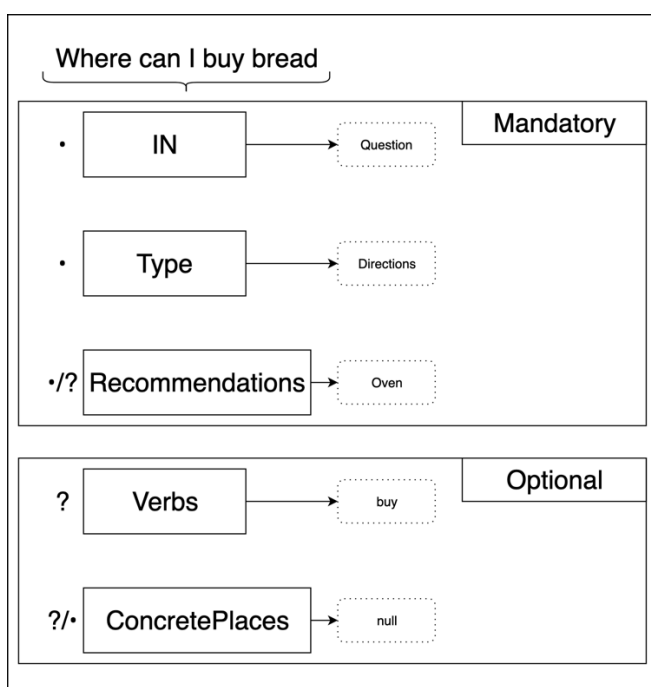 Where can I buy bread
Mandatory
• IN Question
• Type Directions
•/? Recommendations Oven
Optional
? Verbs buy
?/• ConcretePlaces null